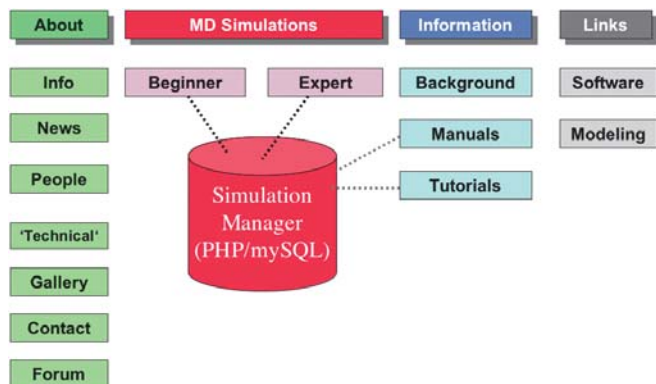 About
MD Simulations
Information
Links
Info
Beginner
Expert
Background
Software
News
Manuals
Modeling
People
Tutorials
Simulation
Manager
(PHP/mySQL)
'Technical'
Gallery
Contact
Forum